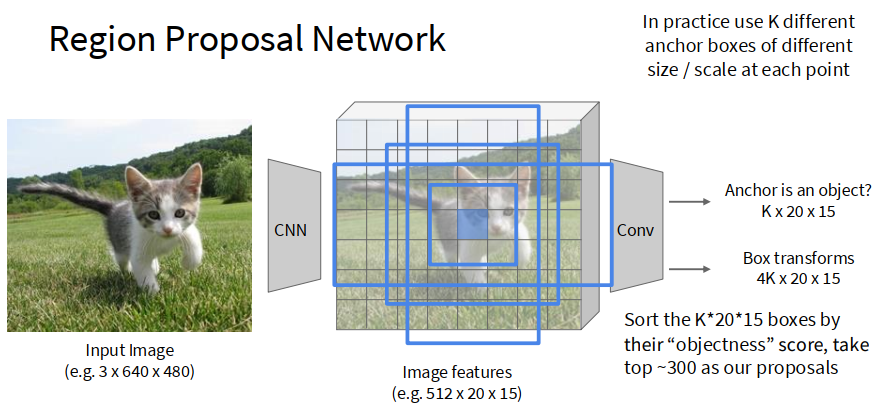 Region Proposal Network
In practice use K different
anchor boxes of different
size / scale at each point
CNN
Conv
Anchor is an object?
K x 20 x 15
Box transforms
4K x 20 x 15
Input Image
(e.g. 3 x 640 x 480)
Image features
(e.g. 512 x 20 x 15)
Sort the K*20*15 boxes by
their “objectness” score, take
top ~300 as our proposals